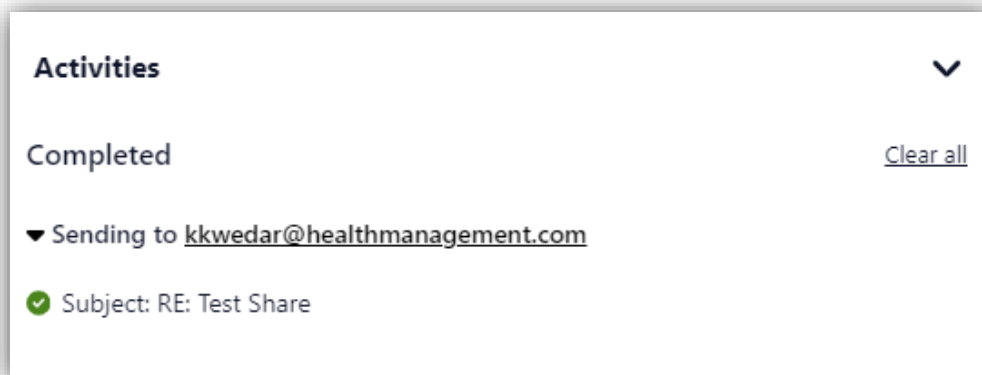 Activities
Completed Clear all
Sending to kkwedar@healthmanagement.com
Subject: RE: Test Share